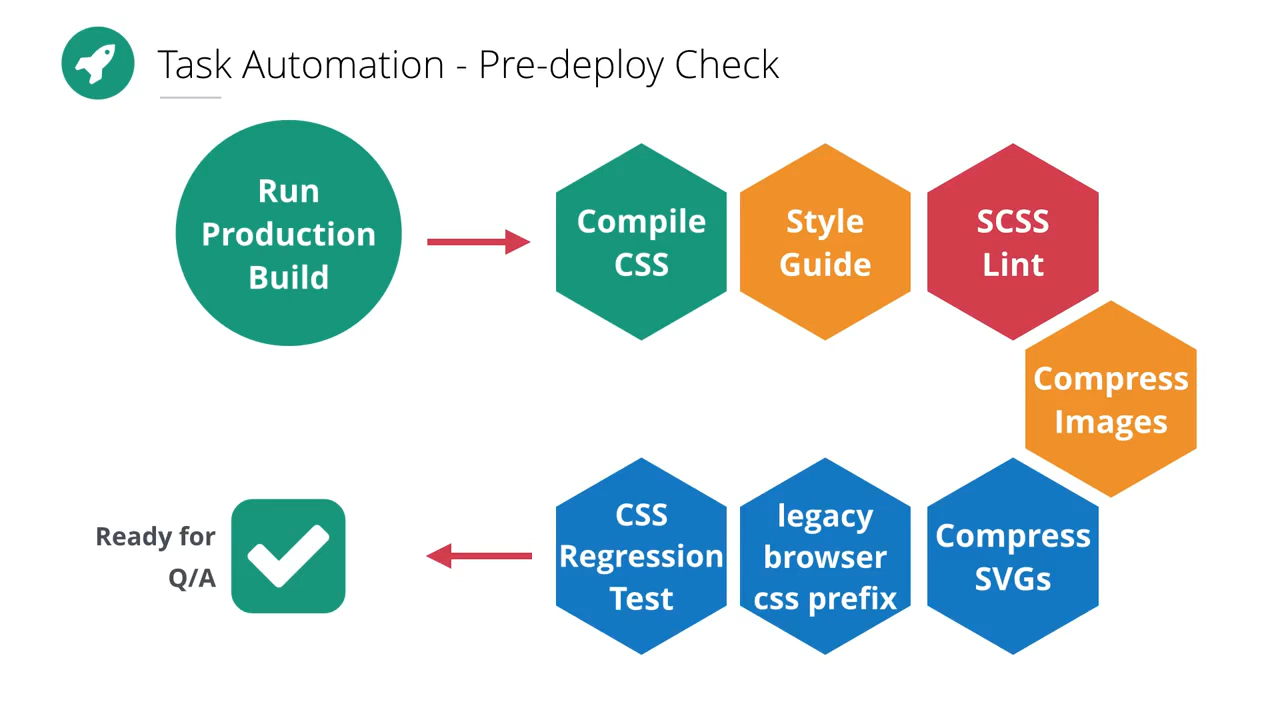 Task Automation - Pre-deploy Check
Run
Production
Build
Compile
CSS
Style
Guide
SCSS
Lint
Compress
Images
Compress
SVGs
legacy
browser
css prefix
CSS
Regression
Test
Ready for
Q/A